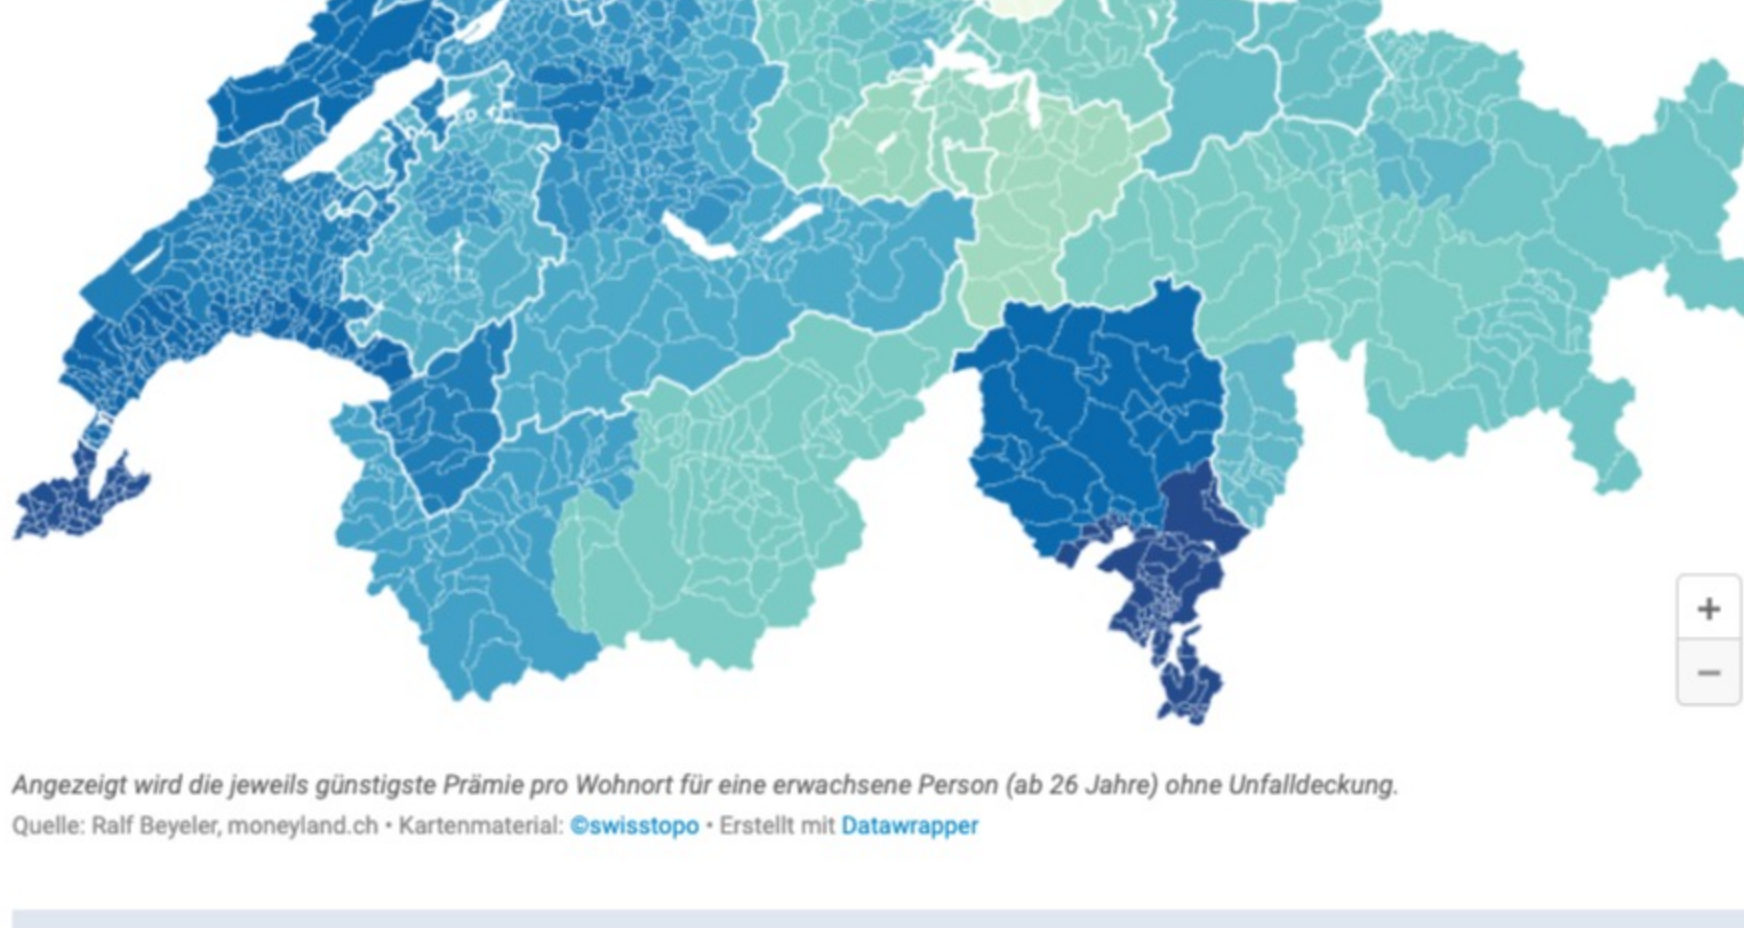 +
−
Angezeigt wird die jeweils günstigste Prämie pro Wohnort für eine erwachsene Person (ab 26 Jahre) ohne Unfalldeckung.
Quelle: Ralf Beyeler, moneyland.ch • Kartenmaterial: ©swisstopo • Erstellt mit Datawrapper